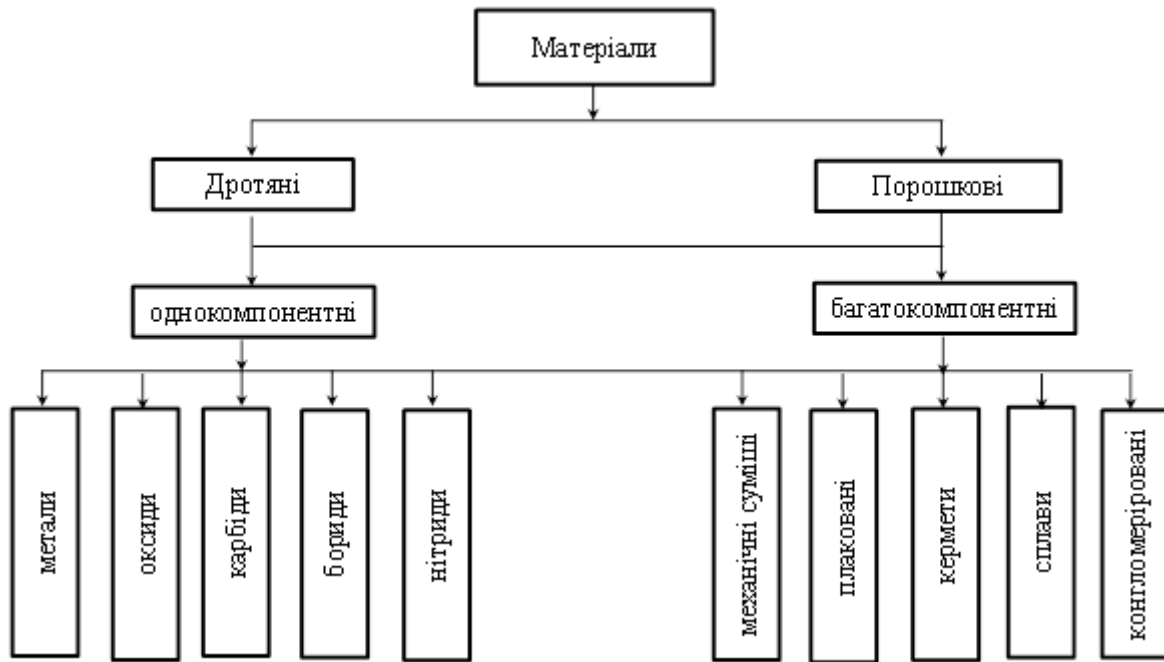 Матеріали
Дротяні
Порошкові
однокомпонентні
багатокомпонентні
метали
оксиди
карбіди
бориди
нітриди
механічні суміші
плаковані
кермети
сплави
конгломеріровані